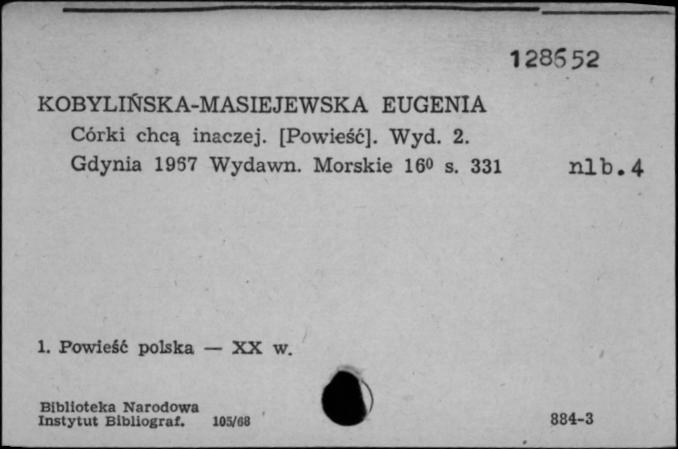 128652
KOBYLIŃSKA-MASIEJEWSKA EUGENIA
Córki chcą inaczej. [Powieść]. Wyd. 2.
Gdynia 1967 Wydawn. Morskie 16⁰ s. 331 nlb. 4
1. Powieść polska — XX w.
Biblioteka Narodowa
Instytut Bibliograf. 105/68 884-3